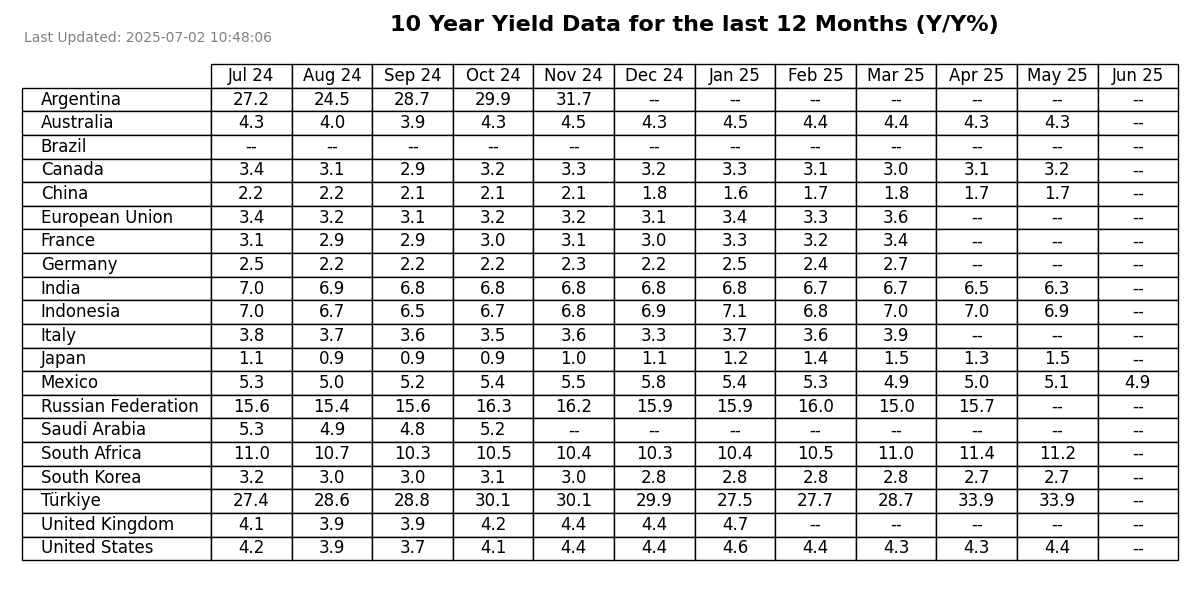 10 Year Yield Data for the last 12 Months (Y/Y%)
Last Updated: 2025-07-02 10:48:06
Jul 24 Aug 24 Sep 24 Oct 24 Nov 24 Dec 24 Jan 25 Feb 25 Mar 25 Apr 25 May 25 Jun 25
Argentina 27.2 24.5 28.7 29.9 31.7 -- -- -- -- -- -- --
Australia 4.3 4.0 3.9 4.3 4.5 4.3 4.5 4.4 4.4 4.3 4.3 --
Brazil -- -- -- -- -- -- -- -- -- -- -- --
Canada 3.4 3.1 2.9 3.2 3.3 3.2 3.3 3.1 3.0 3.1 3.2 --
China 2.2 2.2 2.1 2.1 2.1 1.8 1.6 1.7 1.8 1.7 1.7 --
European Union 3.4 3.2 3.1 3.2 3.2 3.1 3.4 3.3 3.6 -- -- --
France 3.1 2.9 2.9 3.0 3.1 3.0 3.3 3.2 3.4 -- -- --
Germany 2.5 2.2 2.2 2.2 2.3 2.2 2.5 2.4 2.7 -- -- --
India 7.0 6.9 6.8 6.8 6.8 6.8 6.8 6.7 6.7 6.5 6.3 --
Indonesia 7.0 6.7 6.5 6.7 6.8 6.9 7.1 6.8 7.0 7.0 6.9 --
Italy 3.8 3.7 3.6 3.5 3.6 3.3 3.7 3.6 3.9 -- -- --
Japan 1.1 0.9 0.9 0.9 1.0 1.1 1.2 1.4 1.5 1.3 1.5 --
Mexico 5.3 5.0 5.2 5.4 5.5 5.8 5.4 5.3 4.9 5.0 5.1 4.9
Russian Federation 15.6 15.4 15.6 16.3 16.2 15.9 15.9 16.0 15.0 15.7 -- --
Saudi Arabia 5.3 4.9 4.8 5.2 -- -- -- -- -- -- -- --
South Africa 11.0 10.7 10.3 10.5 10.4 10.3 10.4 10.5 11.0 11.4 11.2 --
South Korea 3.2 3.0 3.0 3.1 3.0 2.8 2.8 2.8 2.8 2.7 2.7 --
Türkiye 27.4 28.6 28.8 30.1 30.1 29.9 27.5 27.7 28.7 33.9 33.9 --
United Kingdom 4.1 3.9 3.9 4.2 4.4 4.4 4.7 -- -- -- -- --
United States 4.2 3.9 3.7 4.1 4.4 4.4 4.6 4.4 4.3 4.3 4.4 --